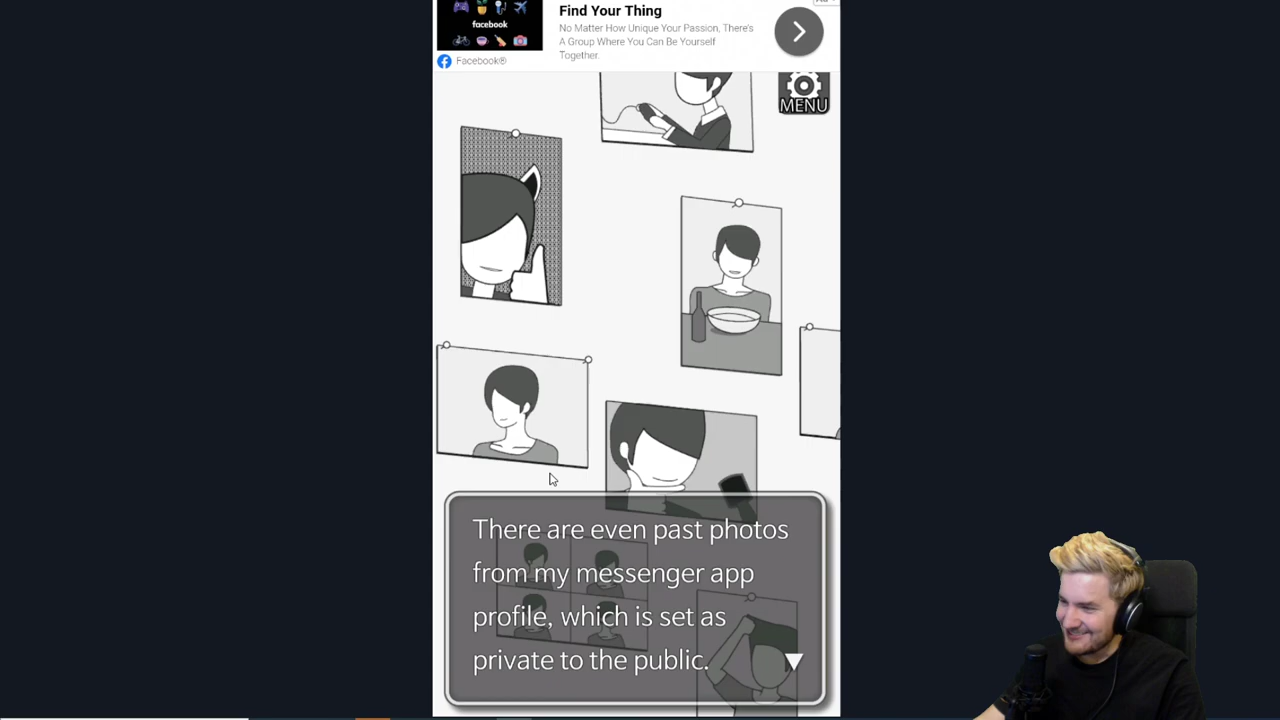 Find Your Thing
No Matter How Unique Your Passion, There's
A Group Where You Can Be Yourself
Together.
facebook
Facebook®
MENU
There are even past photos
from my messenger app
profile, which is set as
private to the public.